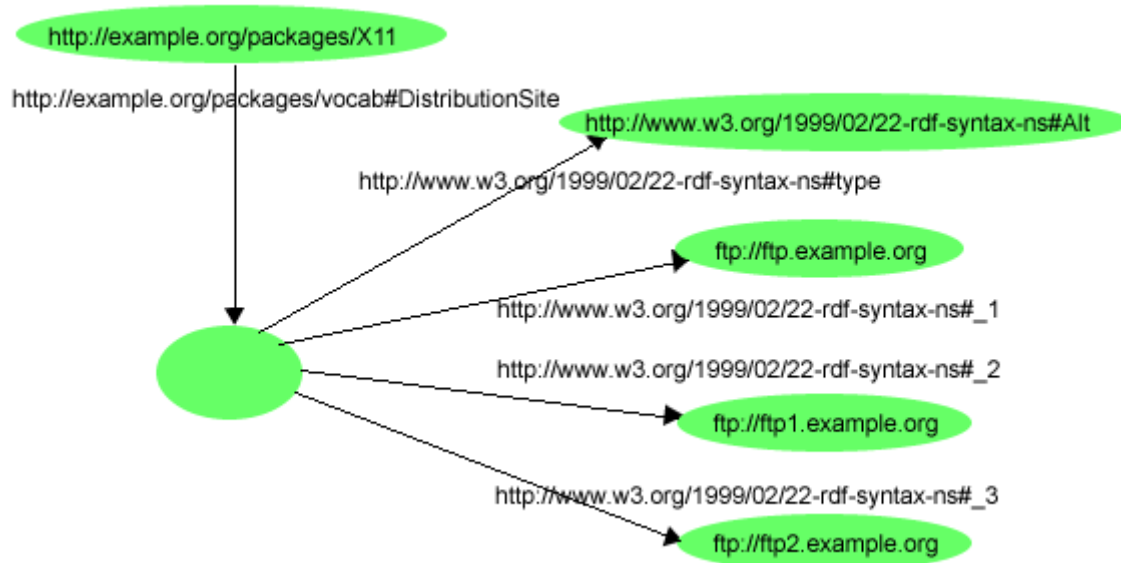 http://example.org/packages/X11
http://example.org/packages/vocab#DistributionSite
http://www.w3.org/1999/02/22-rdf-syntax-ns#Alt
http://www.w3.org/1999/02/22-rdf-syntax-ns#type
ftp://ftp.example.org
http://www.w3.org/1999/02/22-rdf-syntax-ns#_1
http://www.w3.org/1999/02/22-rdf-syntax-ns#_2
ftp://ftp1.example.org
http://www.w3.org/1999/02/22-rdf-syntax-ns#_3
ftp://ftp2.example.org